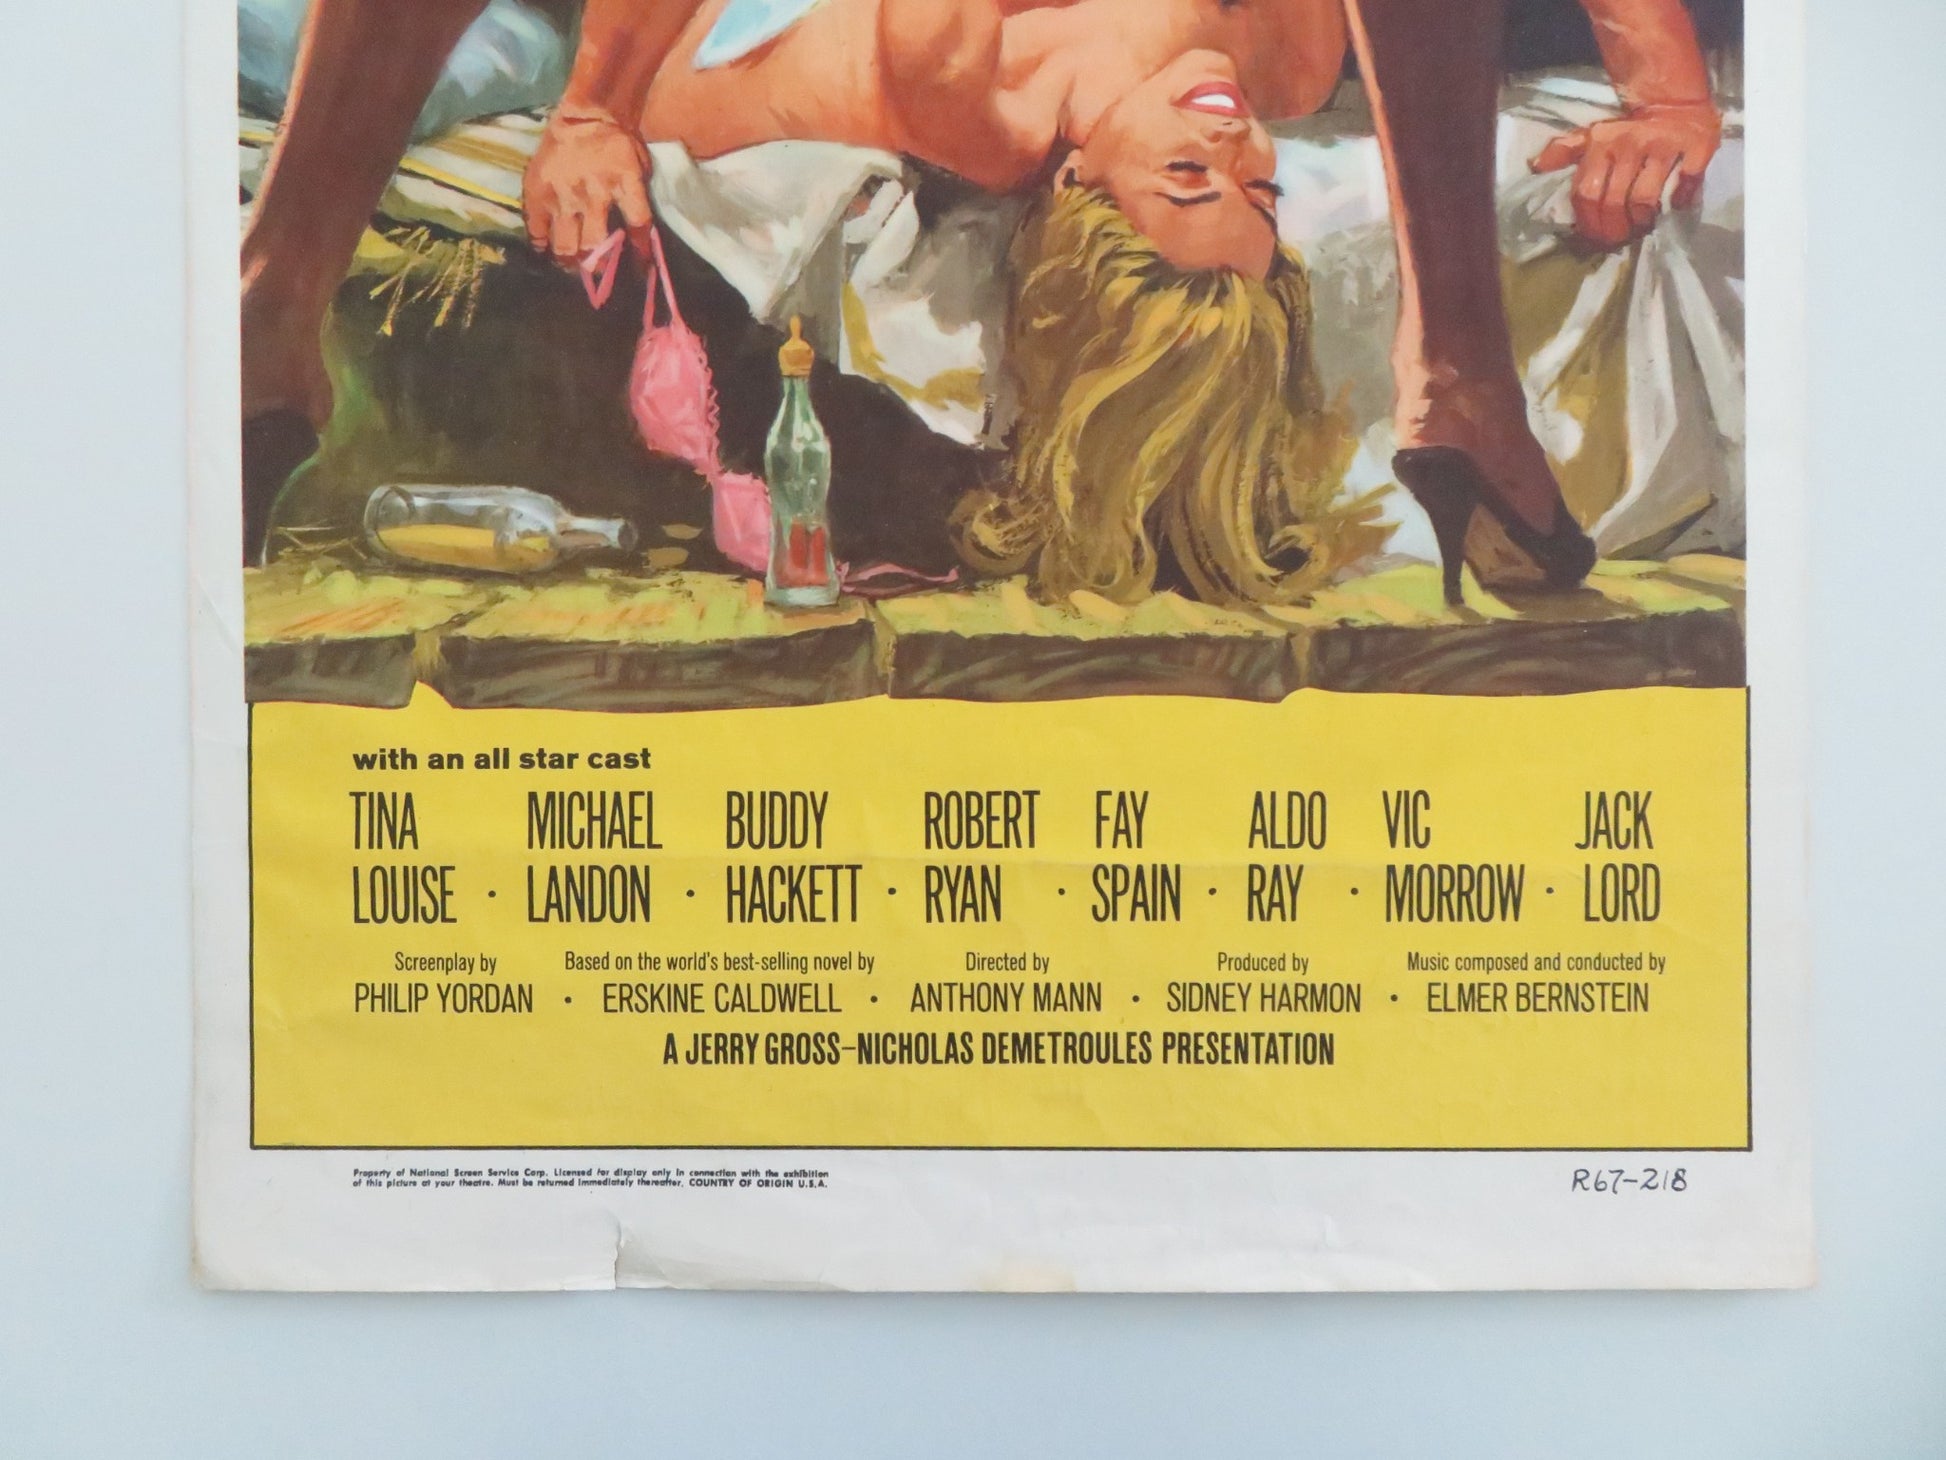 with an all star cast
TINA MICHAEL BUDDY ROBERT FAY ALDO VIC JACK
LOUISE · LANDON · HACKETT · RYAN · SPAIN · RAY · MORROW · LORD
Screenplay by Based on the world's best-selling novel by Directed by Produced by Music composed and conducted by
PHILIP YORDAN · ERSKINE CALDWELL · ANTHONY MANN · SIDNEY HARMON · ELMER BERNSTEIN
A JERRY GROSS–NICHOLAS DEMETROULES PRESENTATION
Property of National Screen Service Corp. Licensed for display only in connection with the exhibition
of this picture at your theatre. Must be returned immediately thereafter. COUNTRY OF ORIGIN U.S.A.
R67-218